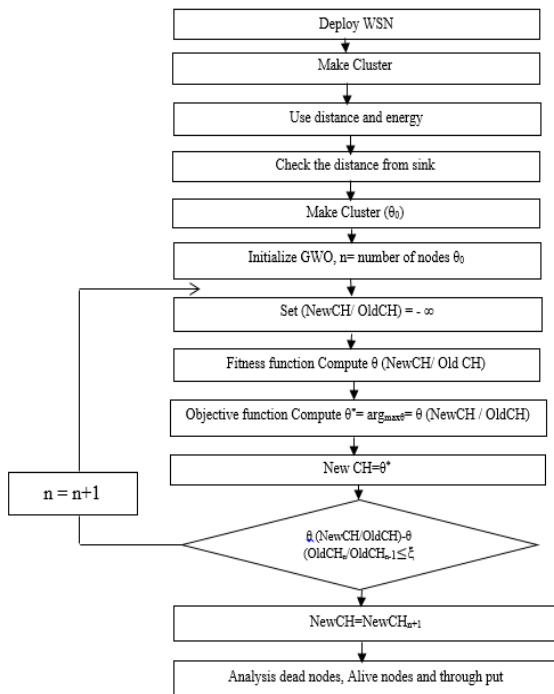 Deploy WSN
Make Cluster
Use distance and energy
Check the distance from sink
Make Cluster (θ₀)
Initialize GWO, n= number of nodes θ₀
Set (NewCH/ OldCH) = - ∞
Fitness function Compute θ (NewCH/ Old CH)
Objective function Compute θ*= arg_maxθ= θ (NewCH / OldCH)
New CH=θ*
n = n+1
θ (NewCH/OldCH)-θ
(OldCHₙ/OldCHₙ₋₁≤ξ
NewCH=NewCHₙ₊₁
Analysis dead nodes, Alive nodes and through put